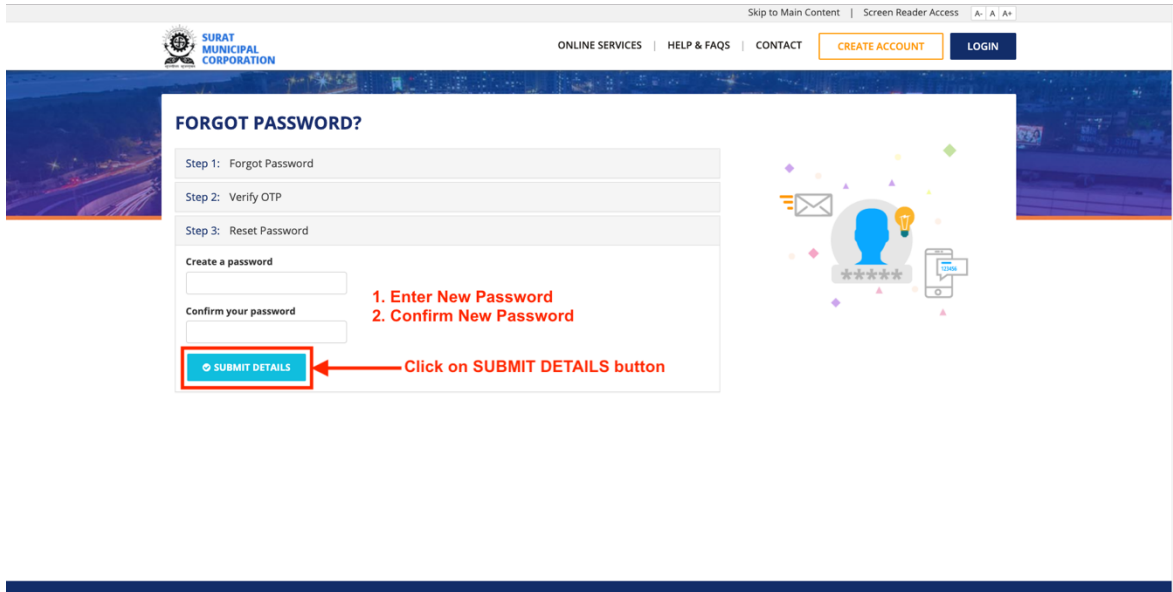 Skip to Main Content | Screen Reader Access A- A A+
SURAT
MUNICIPAL
CORPORATION
ONLINE SERVICES | HELP & FAQS | CONTACT CREATE ACCOUNT LOGIN
FORGOT PASSWORD?
Step 1: Forgot Password
Step 2: Verify OTP
Step 3: Reset Password
Create a password
1. Enter New Password
Confirm your password
2. Confirm New Password
SUBMIT DETAILS
Click on SUBMIT DETAILS button
*****
123456